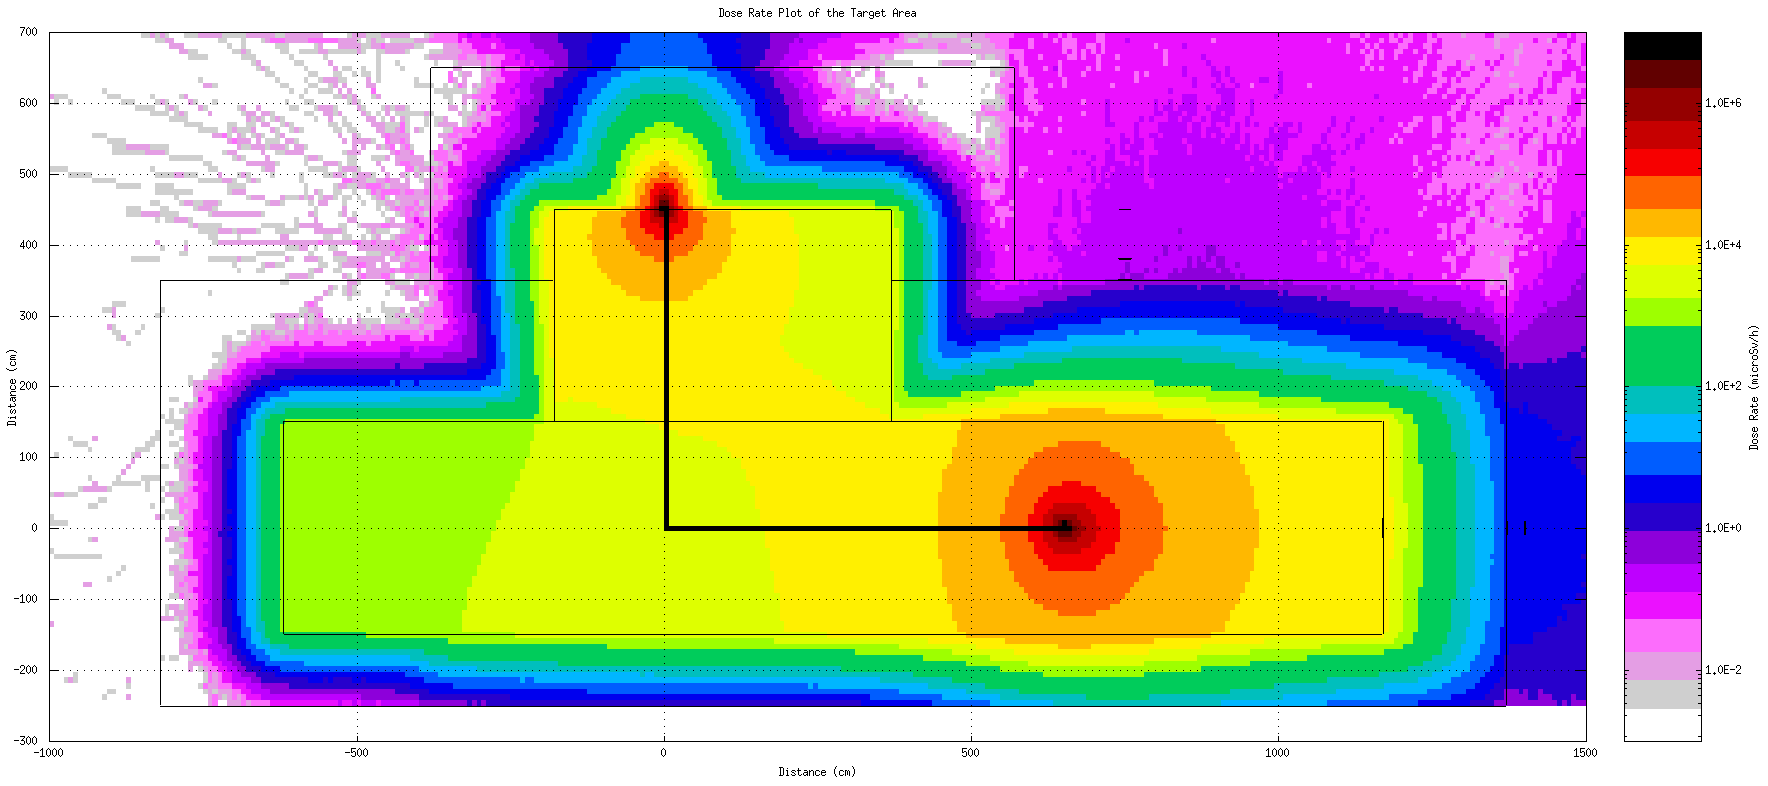 Dose Rate Plot of the Target Area
700
600
500
400
300
200
100
0
-100
-200
-300
-1000
-500
0
500
1000
1500
Distance (cm)
Distance (cm)
1.0E+6
1.0E+4
1.0E+2
1.0E+0
1.0E-2
Dose Rate (microSv/h)